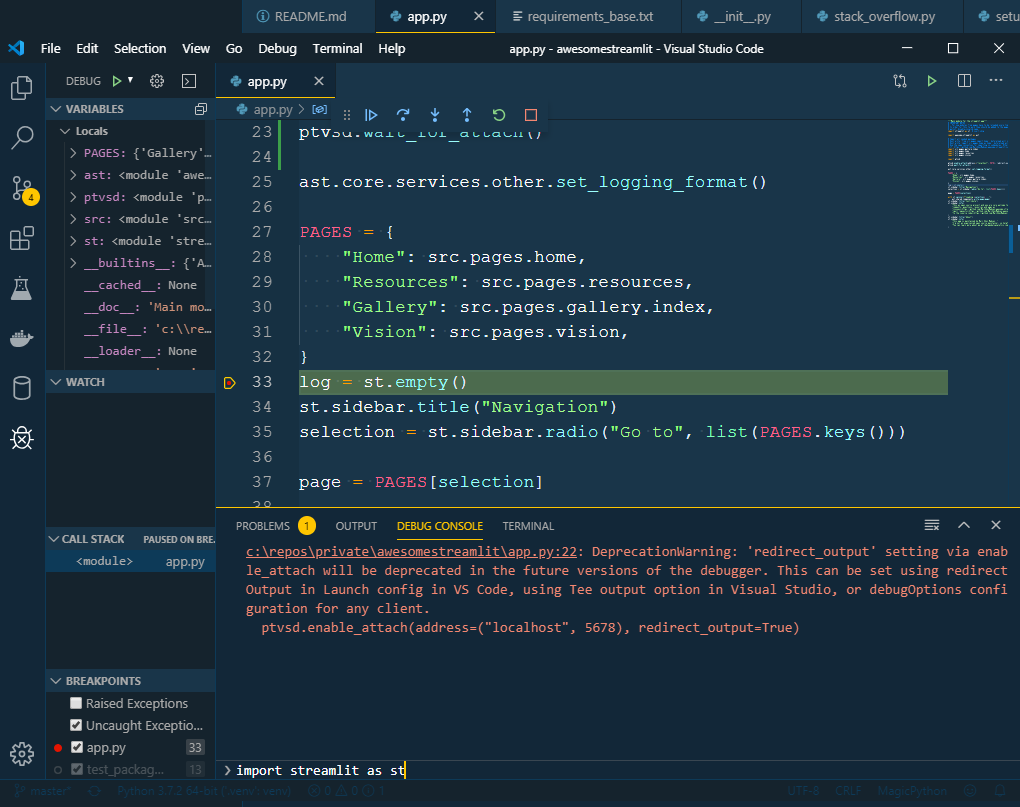 README.md app.py requirements_base.txt __init__.py stack_overflow.py setu
File Edit Selection View Go Debug Terminal Help app.py - awesomestreamlit - Visual Studio Code
DEBUG
app.py
VARIABLES
app.py >
Locals
PAGES: {'Gallery'...
ast: <module 'awe...
ptvsd: <module 'p...
src: <module 'src...
st: <module 'stre...
__builtins__: {'A...
__cached__: None
__doc__: 'Main mo...
__file__: 'c:\\re...
__loader__: None
WATCH
CALL STACK PAUSED ON BRE...
<module> app.py
BREAKPOINTS
Raised Exceptions
Uncaught Exceptio...
app.py 33
test_packag... 13
4
23 ptvsd.wait_for_attach()
24
25 ast.core.services.other.set_logging_format()
26
27 PAGES = {
28 "Home": src.pages.home,
29 "Resources": src.pages.resources,
30 "Gallery": src.pages.gallery.index,
31 "Vision": src.pages.vision,
32 }
33 log = st.empty()
34 st.sidebar.title("Navigation")
35 selection = st.sidebar.radio("Go to", list(PAGES.keys()))
36
37 page = PAGES[selection]
38
PROBLEMS 1 OUTPUT DEBUG CONSOLE TERMINAL
c:\repos\private\awesomestreamlit\app.py:22: DeprecationWarning: 'redirect_output' setting via enab
le_attach will be deprecated in the future versions of the debugger. This can be set using redirect
Output in Launch config in VS Code, using Tee output option in Visual Studio, or debugOptions confi
guration for any client.
ptvsd.enable_attach(address=("localhost", 5678), redirect_output=True)
import streamlit as st
master* Python 3.7.2 64-bit ('.venv': venv) 0 0 1 UTF-8 CRLF MagicPython